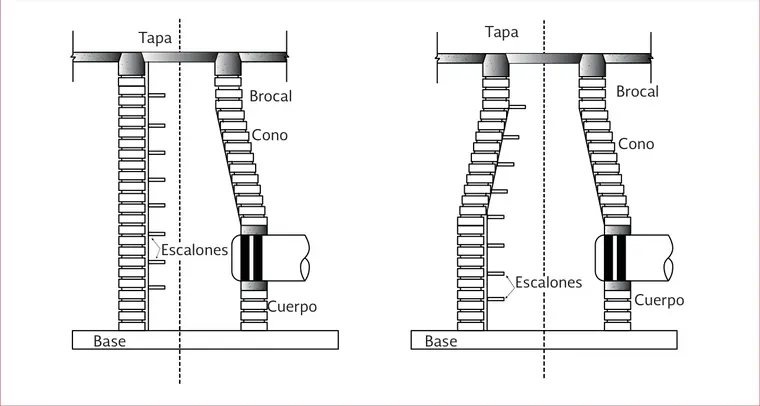 Tapa
Brocal
Cono
Escalones
Cuerpo
Base
Tapa
Brocal
Cono
Escalones
Cuerpo
Base